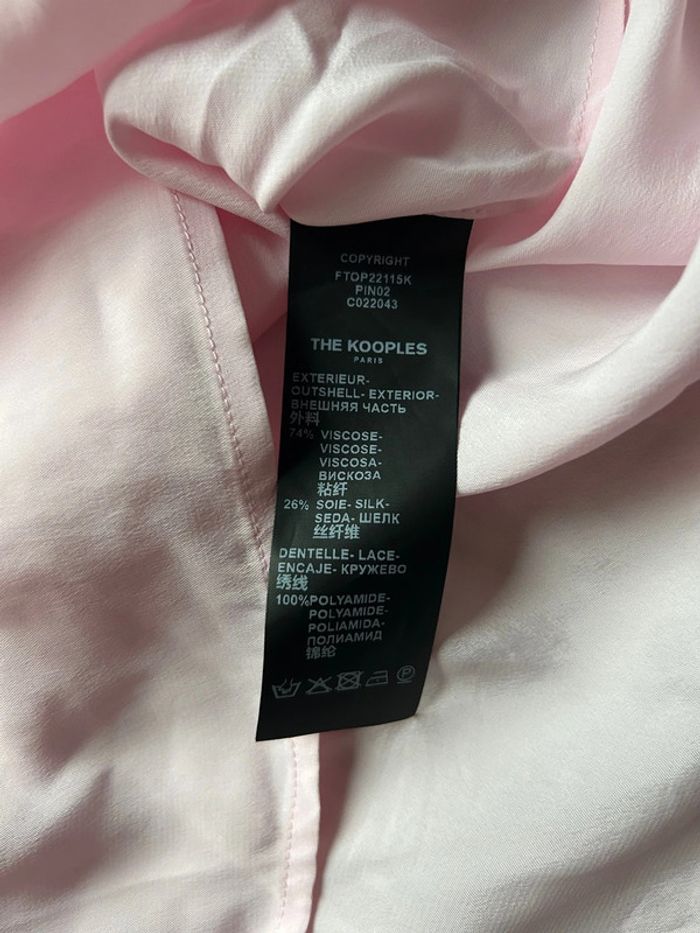 COPYRIGHT
FTOP22115K
PIN02
C022043
THE KOOPLES
PARIS
EXTERIEUR-
OUTSHELL- EXTERIOR-
ВНЕШНЯЯ ЧАСТЬ
外料
74% VISCOSE-
VISCOSE-
VISCOSA-
ВИСКОЗА
粘纤
26% SOIE- SILK-
SEDA- ШЕЛК
丝纤维
DENTELLE- LACE-
ENCAJE- КРУЖЕВО
绣线
100%POLYAMIDE-
POLYAMIDE-
POLIAMIDA-
ПОЛИАМИД
锦纶
P